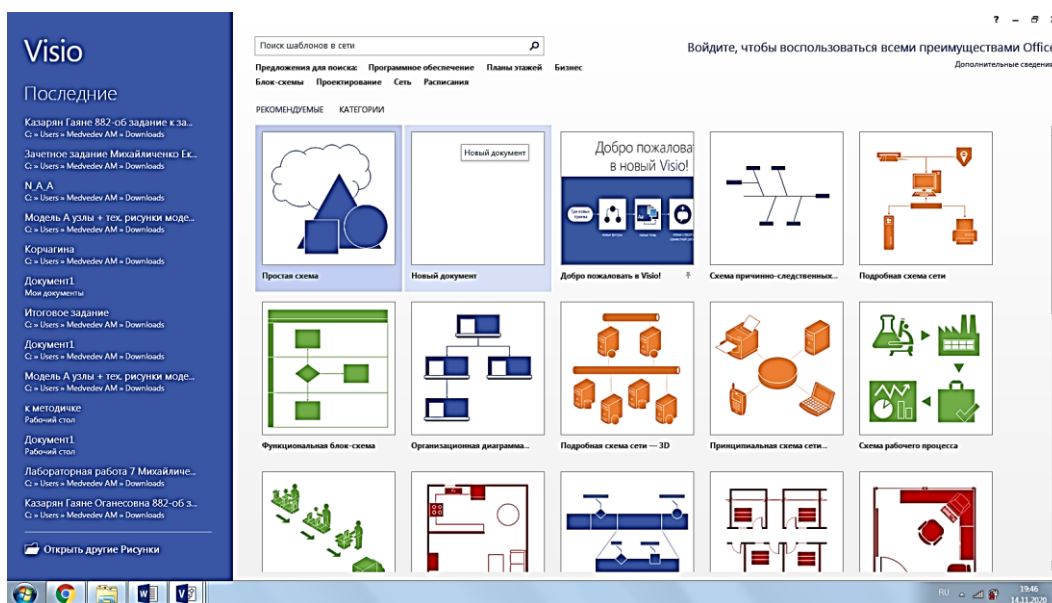 ? – 
Visio
Последние
Казарян Гаяне 882-об задание к за...
C: » Users » Medvedev AM » Downloads
Зачетное задание Михайличенко Ек...
C: » Users » Medvedev AM » Downloads
N_A_A
C: » Users » Medvedev AM » Downloads
Модель А узлы + тех. рисунки моде...
C: » Users » Medvedev AM » Downloads
Корчагина
C: » Users » Medvedev AM » Downloads
Документ1
Мои документы
Итоговое задание
C: » Users » Medvedev AM » Downloads
Документ1
C: » Users » Medvedev AM » Downloads
Модель А узлы + тех. рисунки моде...
C: » Users » Medvedev AM » Downloads
к методичке
Рабочий стол
Документ1
Рабочий стол
Лабораторная работа 7 Михайличе...
C: » Users » Medvedev AM » Downloads
Казарян Гаяне Оганесовна 882-об з...
C: » Users » Medvedev AM » Downloads
Открыть другие Рисунки
Поиск шаблонов в сети
Войдите, чтобы воспользоваться всеми преимуществами Office
Дополнительные сведения
Предложения для поиска: Программное обеспечение Планы этажей Бизнес
Блок-схемы Проектирование Сеть Расписания
РЕКОМЕНДУЕМЫЕ КАТЕГОРИИ
Новый документ
Добро пожалова
в новый Visio!
Простая схема
Новый документ
Добро пожаловать в Visio!
Схема причинно-следственных...
Подробная схема сети
Функциональная блок-схема
Организационная диаграмма...
Подробная схема сети — 3D
Принципиальная схема сети...
Схема рабочего процесса
RU
19:46
14.11.2020